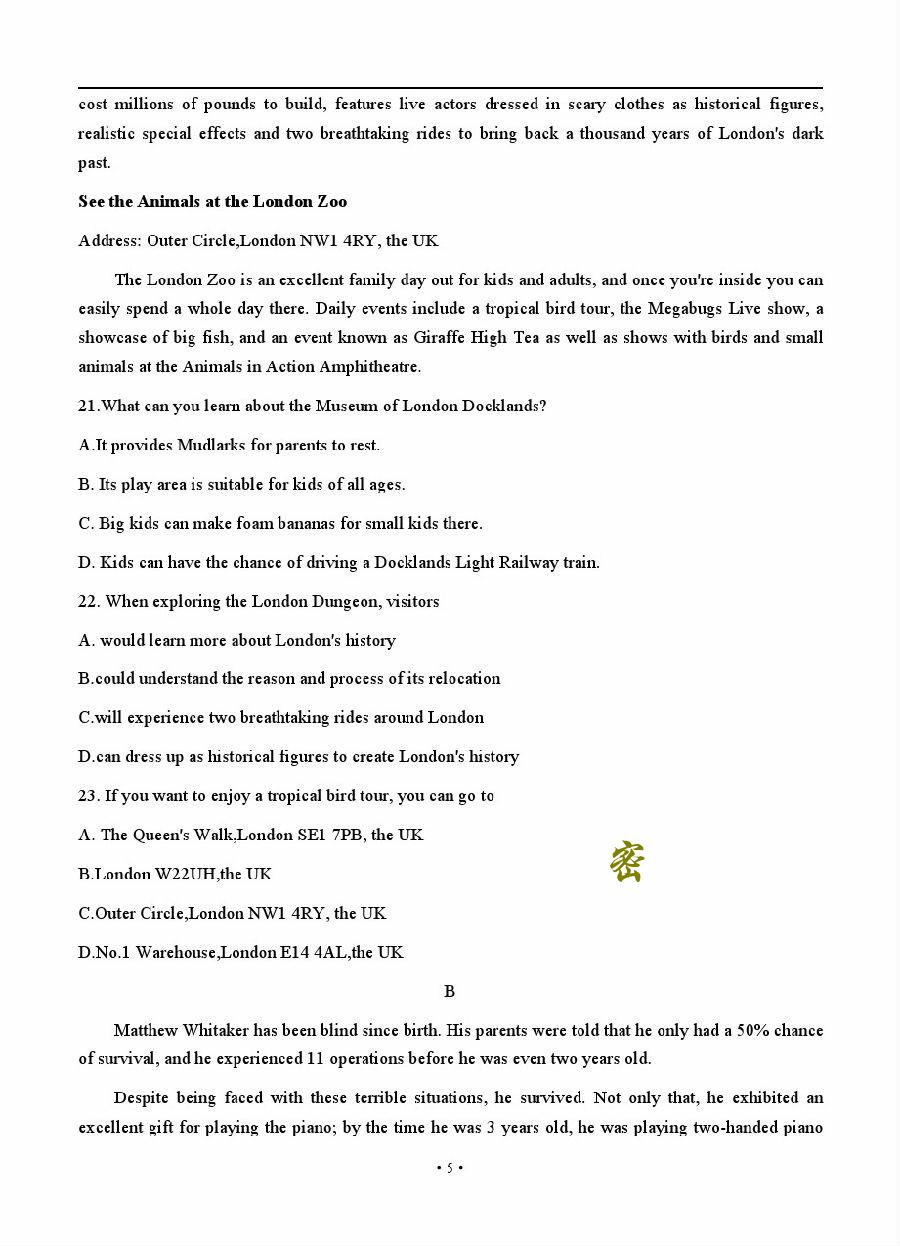 cost millions of pounds to build, features live actors dressed in scary clothes as historical figures,
realistic special effects and two breathtaking rides to bring back a thousand years of London's dark
past.
See the Animals at the London Zoo
Address: Outer Circle,London NW1 4RY, the UK
The London Zoo is an excellent family day out for kids and adults, and once you're inside you can
easily spend a whole day there. Daily events include a tropical bird tour, the Megabugs Live show, a
showcase of big fish, and an event known as Giraffe High Tea as well as shows with birds and small
animals at the Animals in Action Amphitheatre.
21.What can you learn about the Museum of London Docklands?
A.It provides Mudlarks for parents to rest.
B. Its play area is suitable for kids of all ages.
C. Big kids can make foam bananas for small kids there.
D. Kids can have the chance of driving a Docklands Light Railway train.
22. When exploring the London Dungeon, visitors
A. would learn more about London's history
B.could understand the reason and process of its relocation
C.will experience two breathtaking rides around London
D.can dress up as historical figures to create London's history
23. If you want to enjoy a tropical bird tour, you can go to
A. The Queen's Walk,London SE1 7PB, the UK
密
B.London W22UH,the UK
C.Outer Circle,London NW1 4RY, the UK
D.No.1 Warehouse,London E14 4AL,the UK
B
Matthew Whitaker has been blind since birth. His parents were told that he only had a 50% chance
of survival, and he experienced 11 operations before he was even two years old.
Despite being faced with these terrible situations, he survived. Not only that, he exhibited an
excellent gift for playing the piano; by the time he was 3 years old, he was playing two-handed piano
• 5 •